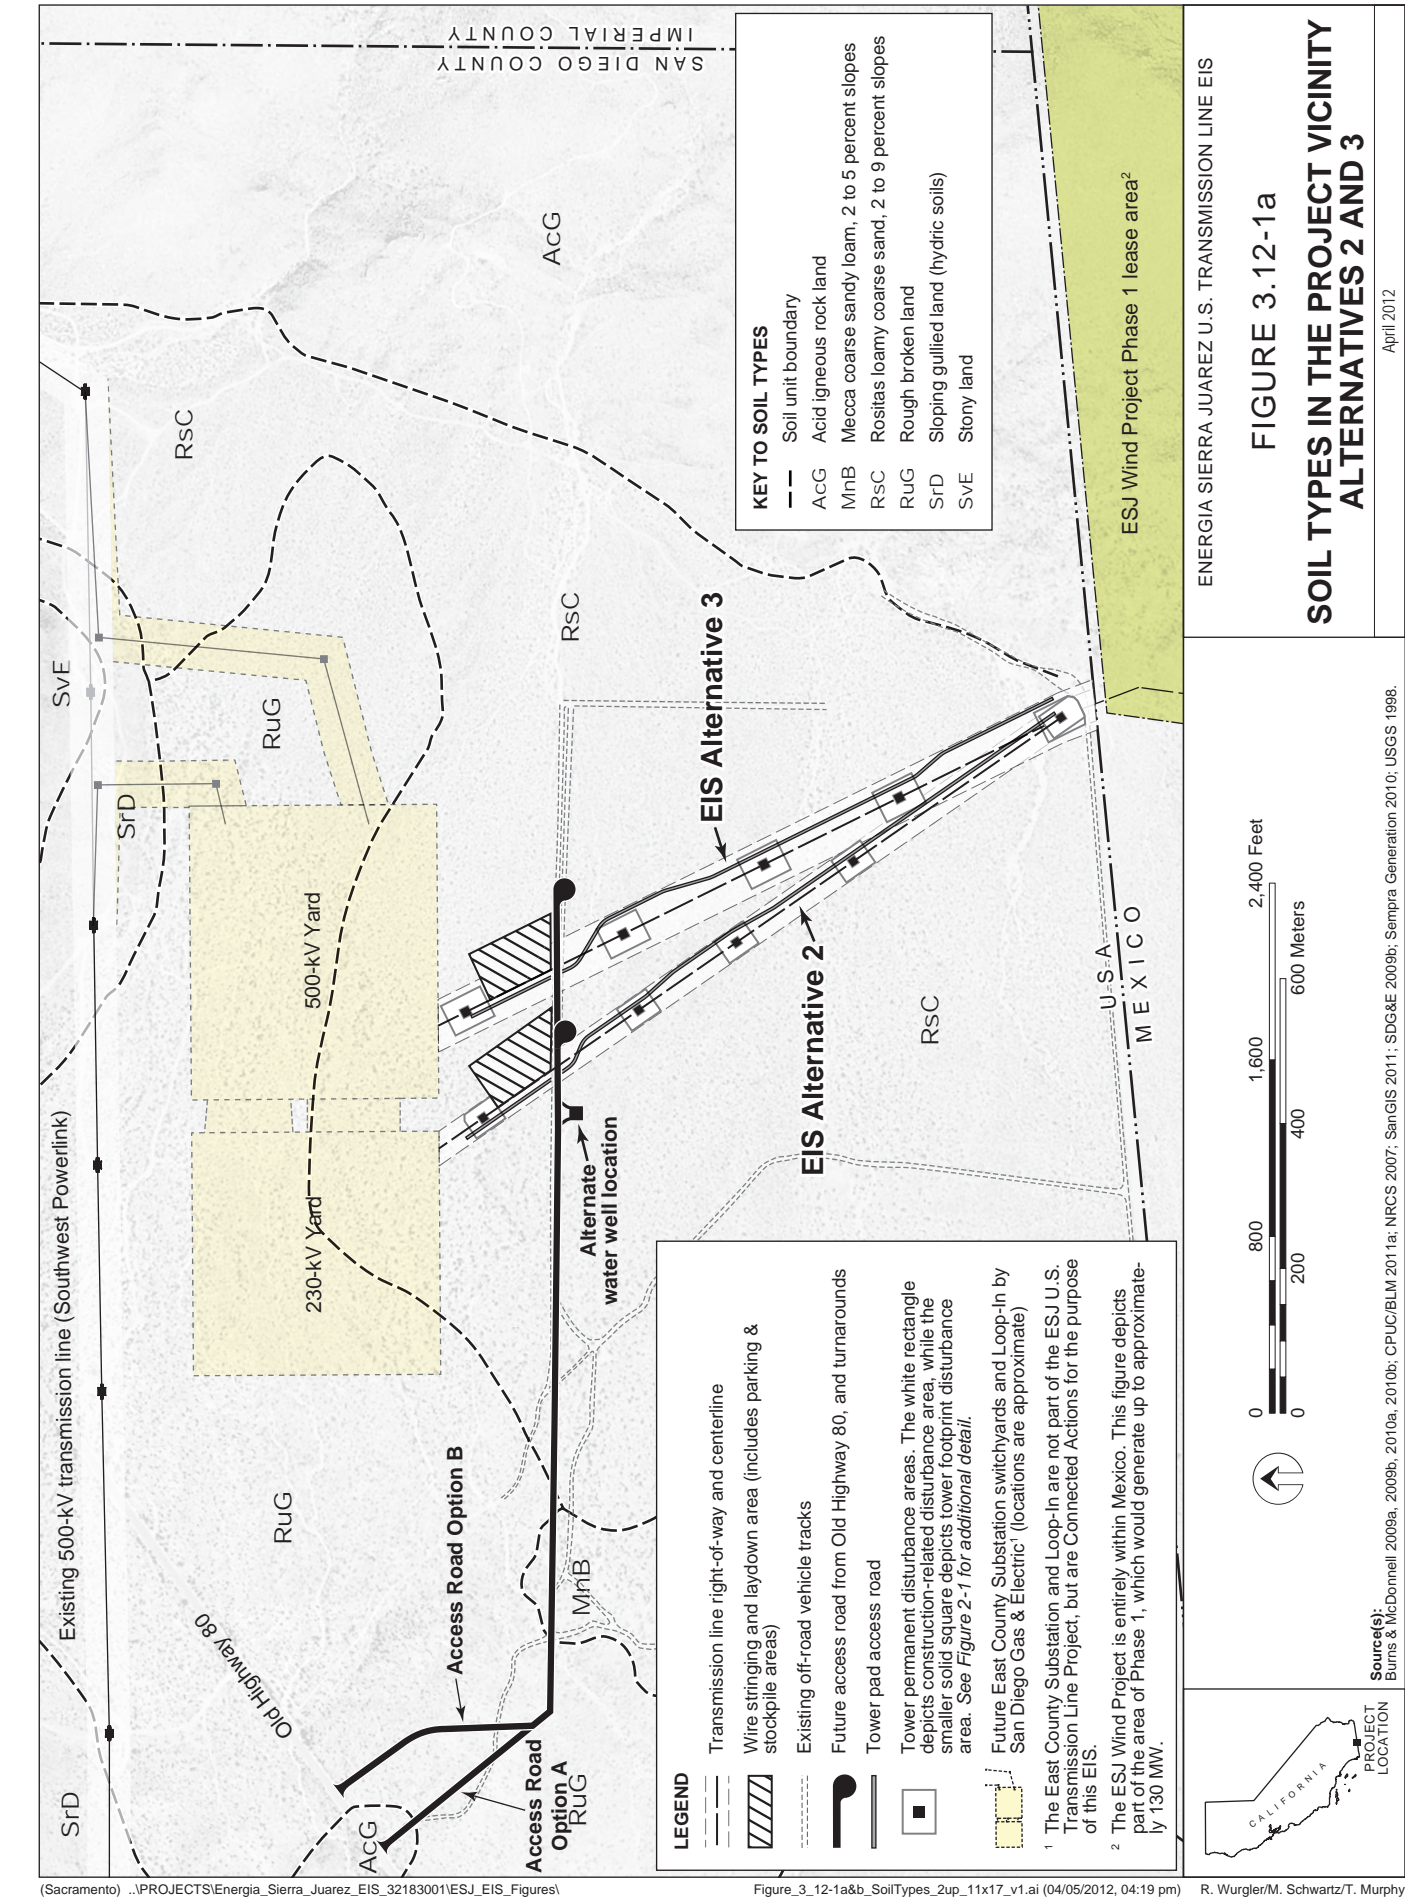 SAN DIEGO COUNTY
IMPERIAL COUNTY
Existing 500-kV transmission line (Southwest Powerlink)
SrD
SvE
SrD
RsC
AcG
RuG
RuG
Old Highway 80
230-kV Yard
500-kV Yard
AcG
Access Road
Option A
RuG
Access Road Option B
MnB
Alternate
water well location
RsC
EIS Alternative 3
EIS Alternative 2
RsC
U S A
M E X I C O
ESJ Wind Project Phase 1 lease area²
KEY TO SOIL TYPES
Soil unit boundary
AcG Acid igneous rock land
MnB Mecca coarse sandy loam, 2 to 5 percent slopes
RsC Rositas loamy coarse sand, 2 to 9 percent slopes
RuG Rough broken land
SrD Sloping gullied land (hydric soils)
SvE Stony land
LEGEND
Transmission line right-of-way and centerline
Wire stringing and laydown area (includes parking &
stockpile areas)
Existing off-road vehicle tracks
Future access road from Old Highway 80, and turnarounds
Tower pad access road
Tower permanent disturbance areas. The white rectangle
depicts construction-related disturbance area, while the
smaller solid square depicts tower footprint disturbance
area. See Figure 2-1 for additional detail.
Future East County Substation switchyards and Loop-In by
San Diego Gas & Electric¹ (locations are approximate)
¹ The East County Substation and Loop-In are not part of the ESJ U.S.
Transmission Line Project, but are Connected Actions for the purpose
of this EIS.
² The ESJ Wind Project is entirely within Mexico. This figure depicts
part of the area of Phase 1, which would generate up to approximate-
ly 130 MW.
CALIFORNIA
PROJECT
LOCATION
0 800 1,600 2,400 Feet
0 200 400 600 Meters
Source(s):
Burns & McDonnell 2009a, 2009b, 2010a, 2010b; CPUC/BLM 2011a; NRCS 2007; SanGIS 2011; SDG&E 2009b; Sempra Generation 2010; USGS 1998.
ENERGIA SIERRA JUAREZ U.S. TRANSMISSION LINE EIS
FIGURE 3.12-1a
SOIL TYPES IN THE PROJECT VICINITY
ALTERNATIVES 2 AND 3
April 2012
(Sacramento) ..\PROJECTS\Energia_Sierra_Juarez_EIS_32183001\ESJ_EIS_Figures\
Figure_3_12-1a&b_SoilTypes_2up_11x17_v1.ai (04/05/2012, 04:19 pm)
R. Wurgler/M. Schwartz/T. Murphy